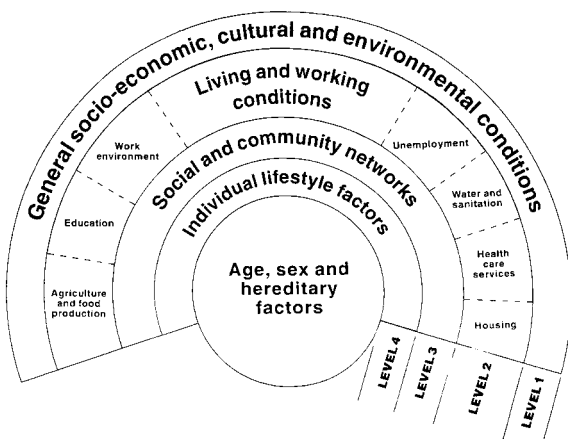 General socio-economic, cultural and environmental conditions
Living and working
conditions
Work
environment
Unemployment
Social and community networks
Water and
sanitation
Education
Individual lifestyle factors
Health
care
services
Age, sex and
hereditary
factors
Agriculture
and food
production
Housing
LEVEL 4
LEVEL 3
LEVEL 2
LEVEL 1